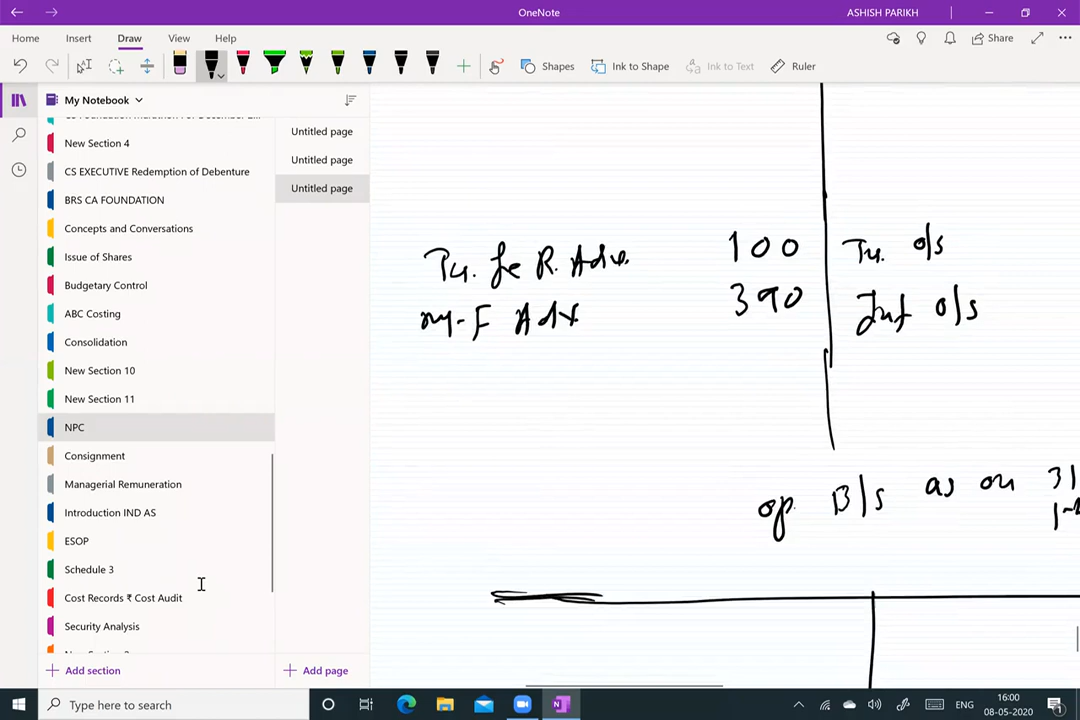 OneNote
ASHISH PARIKH
Home Insert Draw View Help
Share
Shapes
Ink to Shape
Ink to Text
Ruler
My Notebook
New Section 4
CS EXECUTIVE Redemption of Debenture
BRS CA FOUNDATION
Concepts and Conversations
Issue of Shares
Budgetary Control
ABC Costing
Consolidation
New Section 10
New Section 11
NPC
Consignment
Managerial Remuneration
Introduction IND AS
ESOP
Schedule 3
Cost Records ₹ Cost Audit
Security Analysis
Add section
Untitled page
Untitled page
Untitled page
Add page
100
o/s
390
o/s
op. B/s as on 31
Type here to search
ENG
16:00
08-05-2020
1